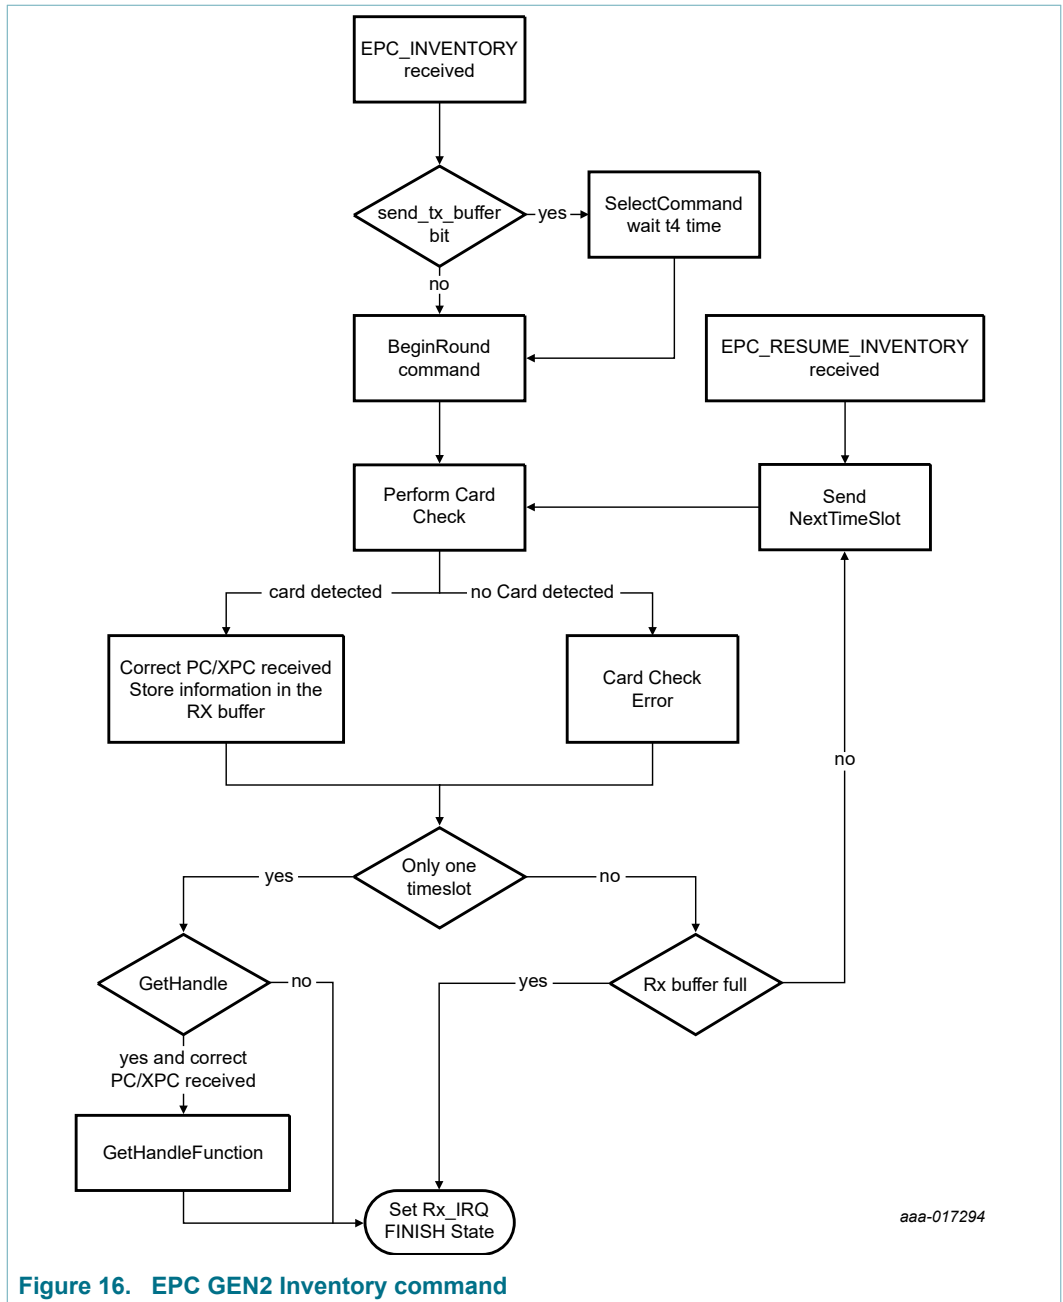 EPC_INVENTORY
received
send_tx_buffer
bit
yes
SelectCommand
wait t4 time
no
BeginRound
command
EPC_RESUME_INVENTORY
received
Perform Card
Check
Send
NextTimeSlot
card detected
no Card detected
Correct PC/XPC received
Store information in the
RX buffer
Card Check
Error
no
Only one
timeslot
yes
no
GetHandle
no
yes
Rx buffer full
yes and correct
PC/XPC received
GetHandleFunction
Set Rx_IRQ
FINISH State
aaa-017294
Figure 16. EPC GEN2 Inventory command